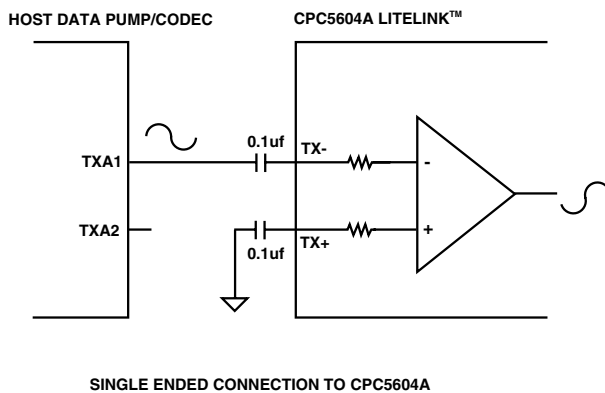 HOST DATA PUMP/CODEC
CPC5604A LITELINK™
0.1uf
TX-
TXA1
-
TXA2
+
0.1uf
TX+
SINGLE ENDED CONNECTION TO CPC5604A